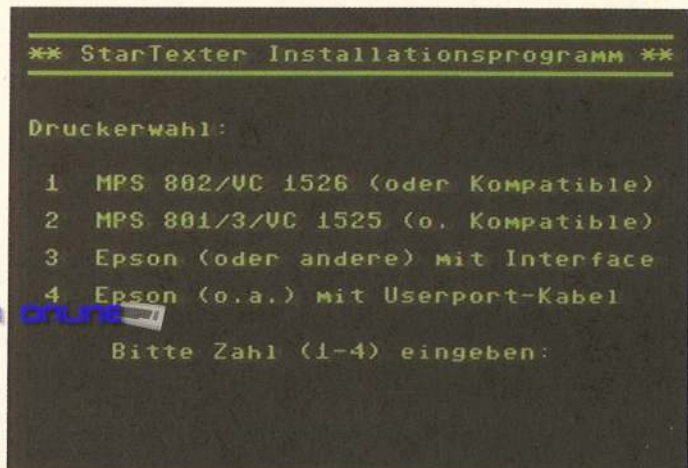 ** StarTexter Installationsprogramm **
Druckerwahl:
1 MPS 802/VC 1526 (oder Kompatible)
2 MPS 801/3/VC 1525 (o. Kompatible)
3 Epson (oder andere) mit Interface
4 Epson (o.a.) mit Userport-Kabel
ONLINE
Bitte Zahl (1-4) eingeben: